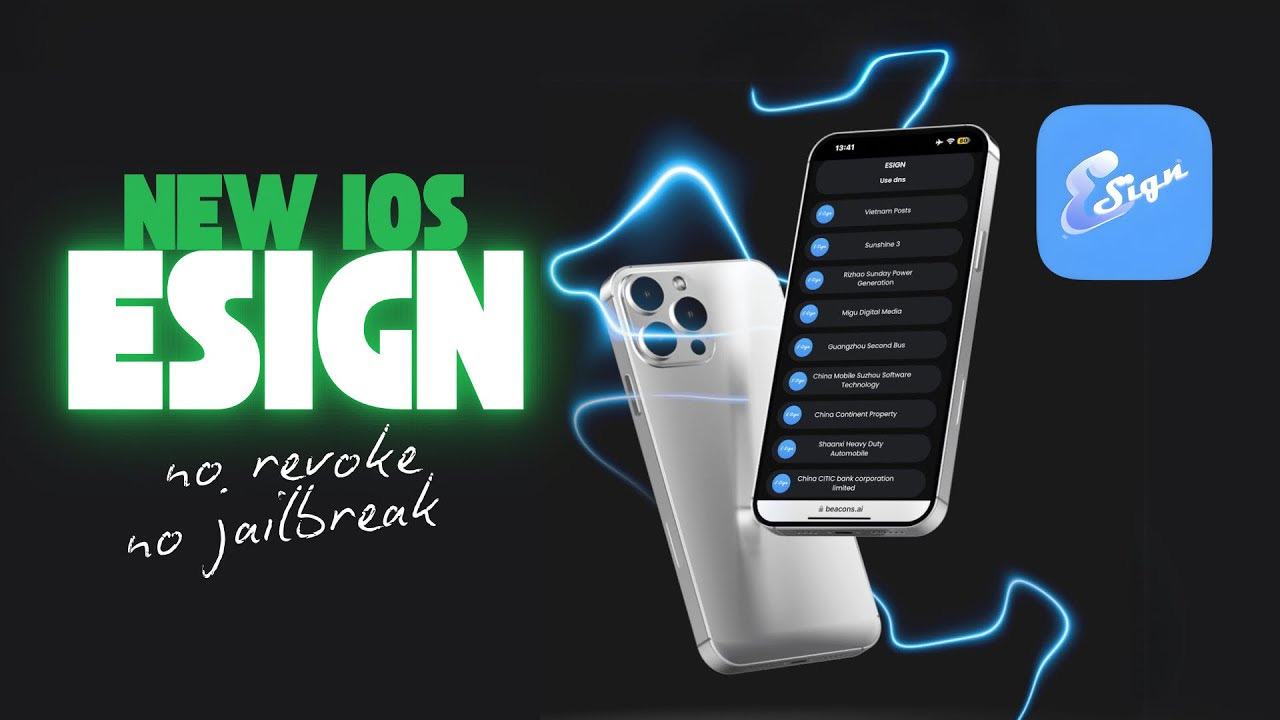 NEW IOS
ESIGN
no revoke
no jailbreak
13:41
60
ESIGN
Use dns
Vietnam Posts
Sunshine 3
Rizhao Sunday Power
Generation
Migu Digital Media
Guangzhou Second Bus
China Mobile Suzhou Software
Technology
China Continent Property
Shaanxi Heavy Duty
Automobile
China CITIC bank corporation
limited
beacons.ai
ESign